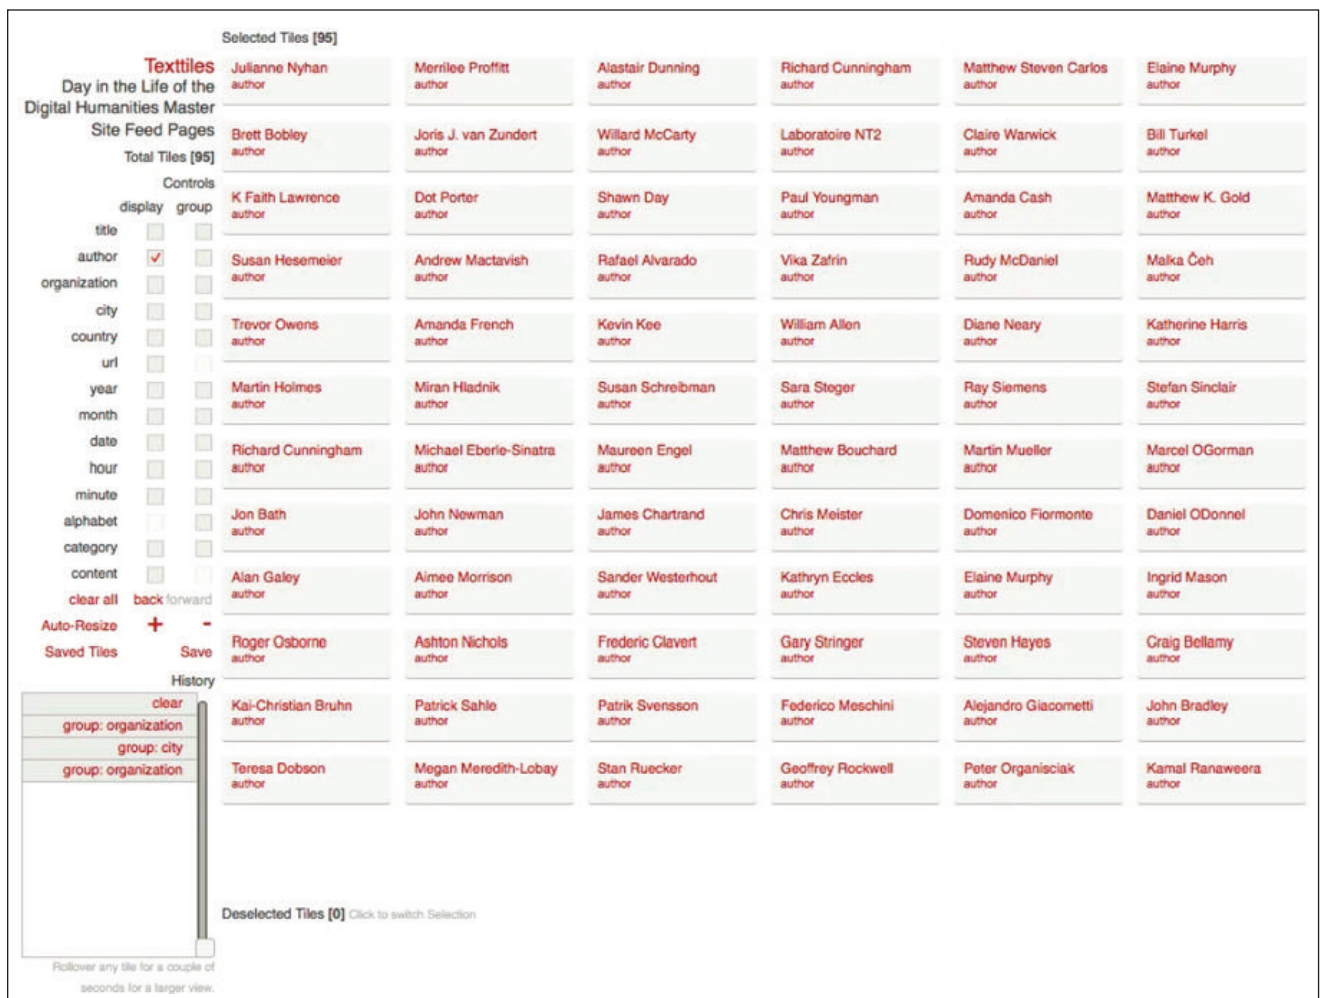 Selected Tiles [95]
Texttiles
Day in the Life of the
Digital Humanities Master
Site Feed Pages
Total Tiles [95]
Controls
display group
title
author
organization
city
country
url
year
month
date
hour
minute
alphabet
category
content
clear all back forward
Auto-Resize + -
Saved Tiles Save
History
clear
group: organization
group: city
group: organization
Rollover any tile for a couple of
seconds for a larger view.
Julianne Nyhan Merrilee Proffitt Alastair Dunning Richard Cunningham Matthew Steven Carlos Elaine Murphy
author author author author author author
Brett Bobley Joris J. van Zundert Willard McCarty Laboratoire NT2 Claire Warwick Bill Turkel
author author author author author author
K Faith Lawrence Dot Porter Shawn Day Paul Youngman Amanda Cash Matthew K. Gold
author author author author author author
Susan Hesemeier Andrew Mactavish Rafael Alvarado Vika Zafrin Rudy McDaniel Malka Čeh
author author author author author author
Trevor Owens Amanda French Kevin Kee William Allen Diane Neary Katherine Harris
author author author author author author
Martin Holmes Miran Hladnik Susan Schreibman Sara Steger Ray Siemens Stefan Sinclair
author author author author author author
Richard Cunningham Michael Eberle-Sinatra Maureen Engel Matthew Bouchard Martin Mueller Marcel OGorman
author author author author author author
Jon Bath John Newman James Chartrand Chris Meister Domenico Fiormonte Daniel ODonnel
author author author author author author
Alan Galey Aimee Morrison Sander Westerhout Kathryn Eccles Elaine Murphy Ingrid Mason
author author author author author author
Roger Osborne Ashton Nichols Frederic Clavert Gary Stringer Steven Hayes Craig Bellamy
author author author author author author
Kai-Christian Bruhn Patrick Sahle Patrik Svensson Federico Meschini Alejandro Giacometti John Bradley
author author author author author author
Teresa Dobson Megan Meredith-Lobay Stan Ruecker Geoffrey Rockwell Peter Organisciak Kamal Ranaweera
author author author author author author
Deselected Tiles [0] Click to switch Selection